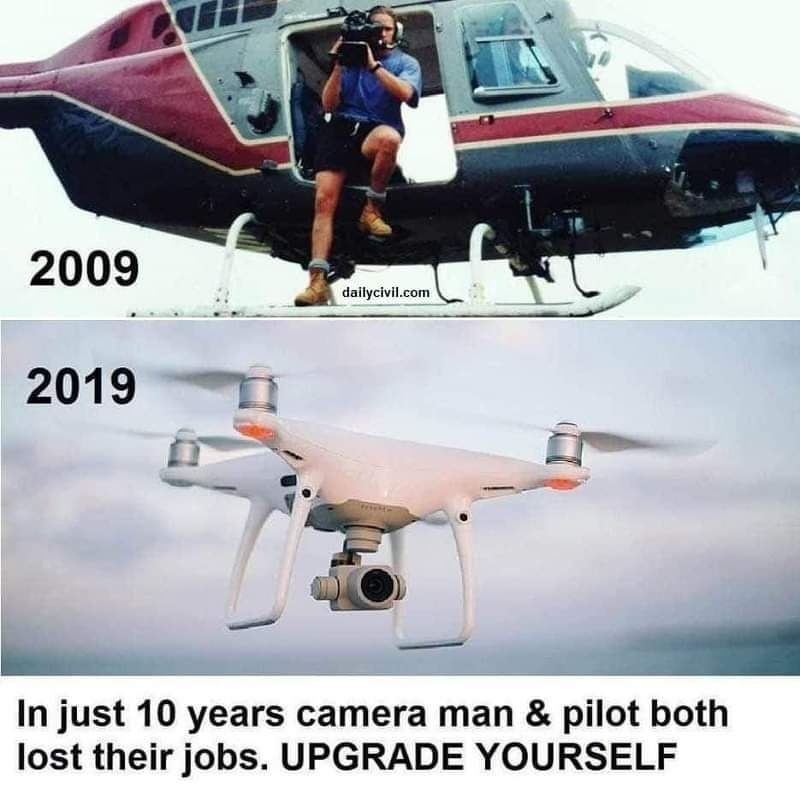 2009
dailycivil.com
2019
In just 10 years camera man & pilot both
lost their jobs. UPGRADE YOURSELF